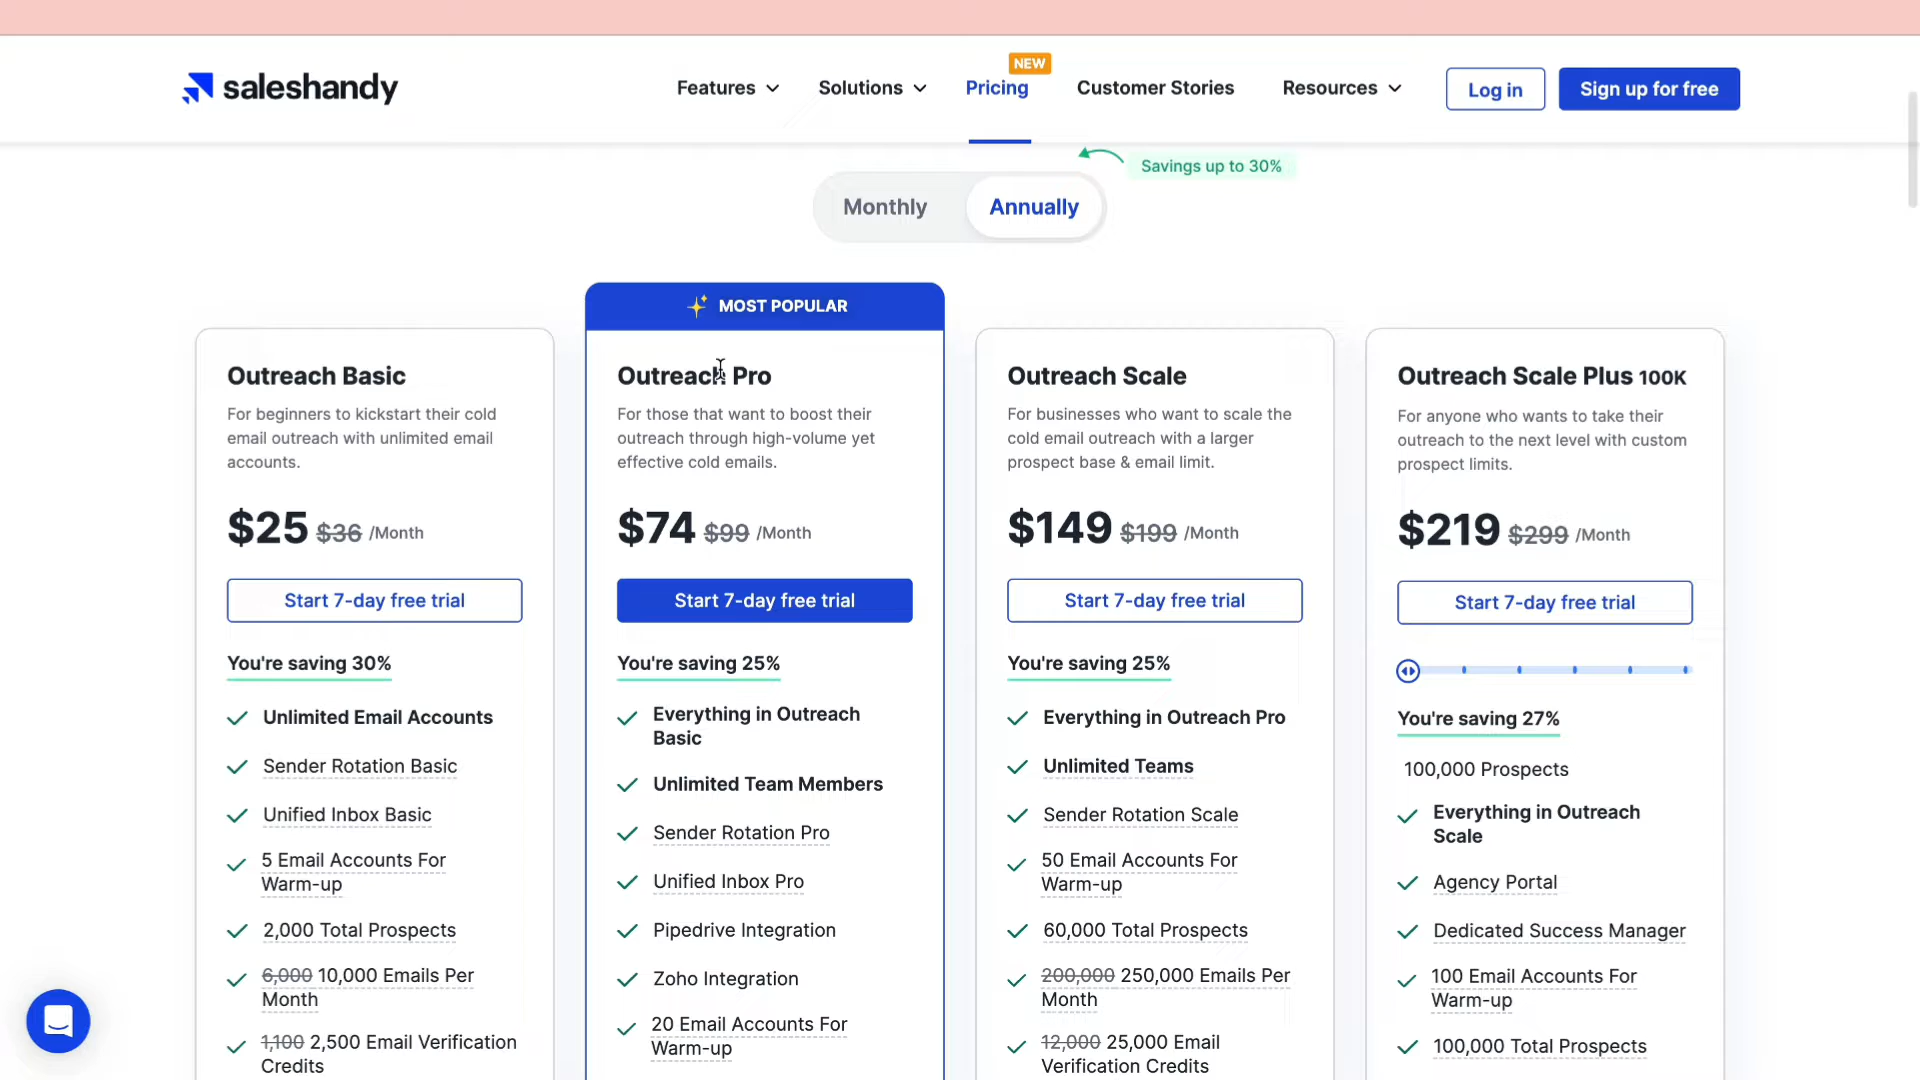 saleshandy
Features
Solutions
NEW
Pricing
Customer Stories
Resources
Log in
Sign up for free
Savings up to 30%
Monthly
Annually
Outreach Basic
For beginners to kickstart their cold
email outreach with unlimited email
accounts.
$25 $36 /Month
Start 7-day free trial
You're saving 30%
Unlimited Email Accounts
Sender Rotation Basic
Unified Inbox Basic
5 Email Accounts For
Warm-up
2,000 Total Prospects
6,000 10,000 Emails Per
Month
1,100 2,500 Email Verification
Credits
MOST POPULAR
Outreach Pro
For those that want to boost their
outreach through high-volume yet
effective cold emails.
$74 $99 /Month
Start 7-day free trial
You're saving 25%
Everything in Outreach
Basic
Unlimited Team Members
Sender Rotation Pro
Unified Inbox Pro
Pipedrive Integration
Zoho Integration
20 Email Accounts For
Warm-up
Outreach Scale
For businesses who want to scale the
cold email outreach with a larger
prospect base & email limit.
$149 $199 /Month
Start 7-day free trial
You're saving 25%
Everything in Outreach Pro
Unlimited Teams
Sender Rotation Scale
50 Email Accounts For
Warm-up
60,000 Total Prospects
200,000 250,000 Emails Per
Month
12,000 25,000 Email
Verification Credits
Outreach Scale Plus 100K
For anyone who wants to take their
outreach to the next level with custom
prospect limits.
$219 $299 /Month
Start 7-day free trial
You're saving 27%
100,000 Prospects
Everything in Outreach
Scale
Agency Portal
Dedicated Success Manager
100 Email Accounts For
Warm-up
100,000 Total Prospects